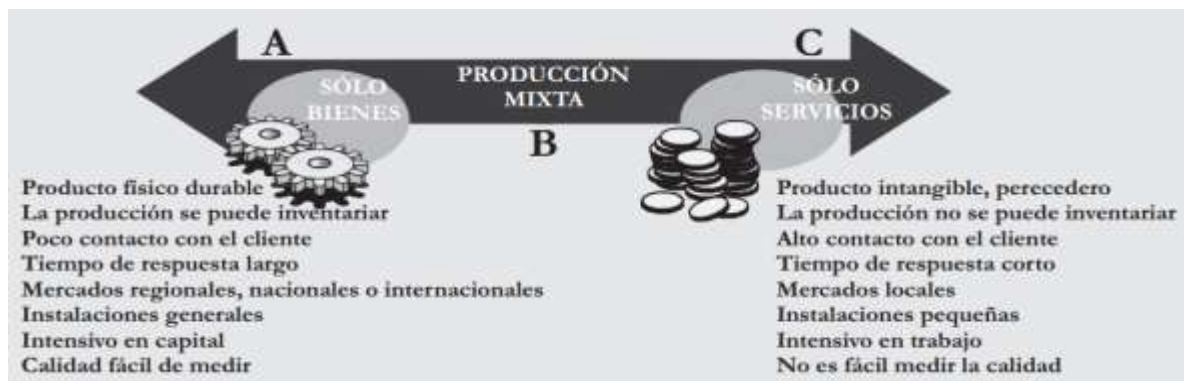 A
C
SÓLO
BIENES
PRODUCCIÓN
MIXTA
SÓLO
SERVICIOS
B
Producto físico durable
La producción se puede inventariar
Poco contacto con el cliente
Tiempo de respuesta largo
Mercados regionales, nacionales o internacionales
Instalaciones generales
Intensivo en capital
Calidad fácil de medir
Producto intangible, perecedero
La producción no se puede inventariar
Alto contacto con el cliente
Tiempo de respuesta corto
Mercados locales
Instalaciones pequeñas
Intensivo en trabajo
No es fácil medir la calidad